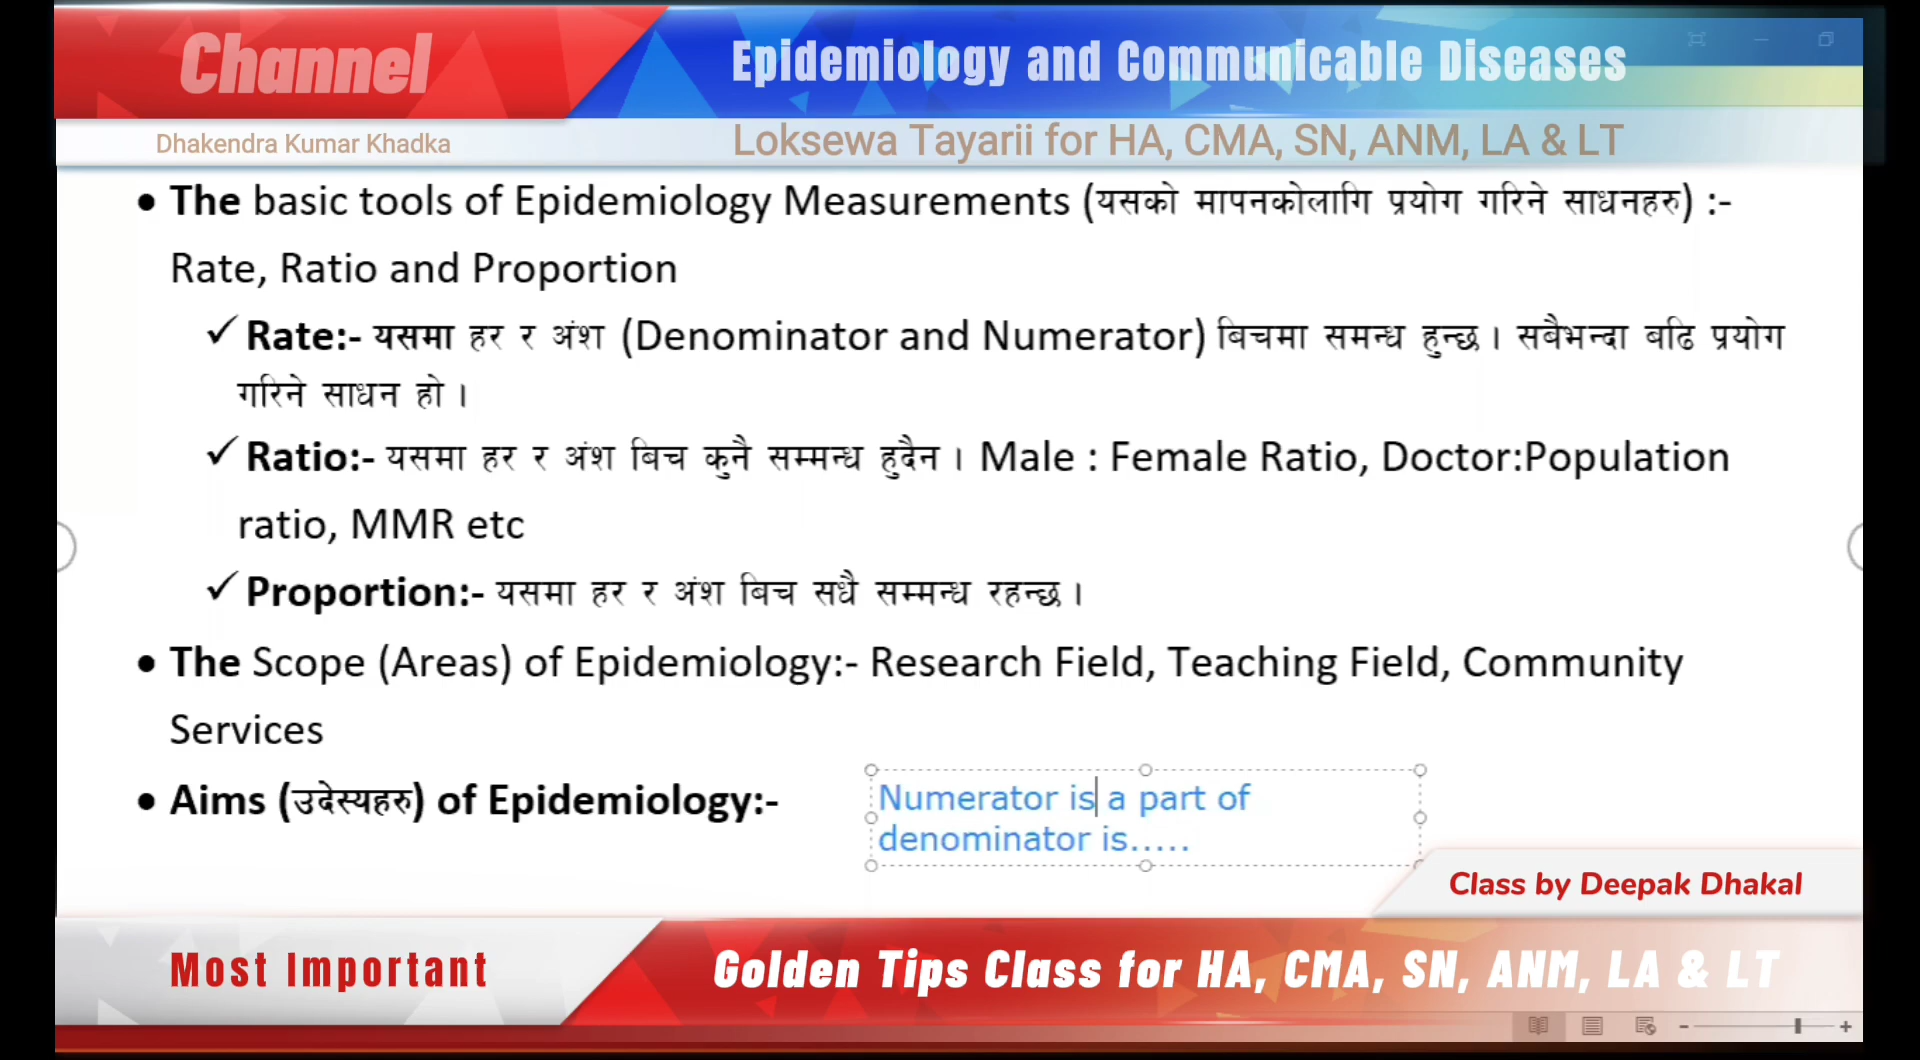 Channel
Epidemiology and Communicable Diseases
Dhakendra Kumar Khadka
Loksewa Tayarii for HA, CMA, SN, ANM, LA & LT
• The basic tools of Epidemiology Measurements (यसको मापनकोलागि प्रयोग गरिने साधनहरु) :-
Rate, Ratio and Proportion
✓ Rate:- यसमा हर र अंश (Denominator and Numerator) बिचमा समन्ध हुन्छ । सबैभन्दा बढि प्रयोग
गरिने साधन हो ।
✓ Ratio:- यसमा हर र अंश बिच कुनै सम्मन्ध हुदैन । Male : Female Ratio, Doctor:Population
ratio, MMR etc
✓ Proportion:- यसमा हर र अंश बिच सधै सम्मन्ध रहन्छ ।
• The Scope (Areas) of Epidemiology:- Research Field, Teaching Field, Community
Services
• Aims (उदेस्यहरु) of Epidemiology:-
Numerator is a part of
denominator is.....
Class by Deepak Dhakal
Most Important
Golden Tips Class for HA, CMA, SN, ANM, LA & LT